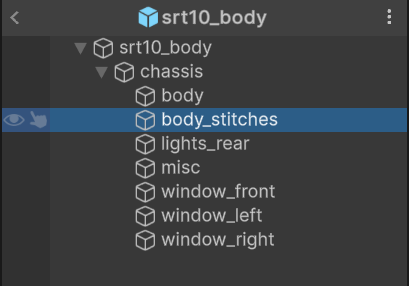 srt10_body
srt10_body
chassis
body
body_stitches
lights_rear
misc
window_front
window_left
window_right